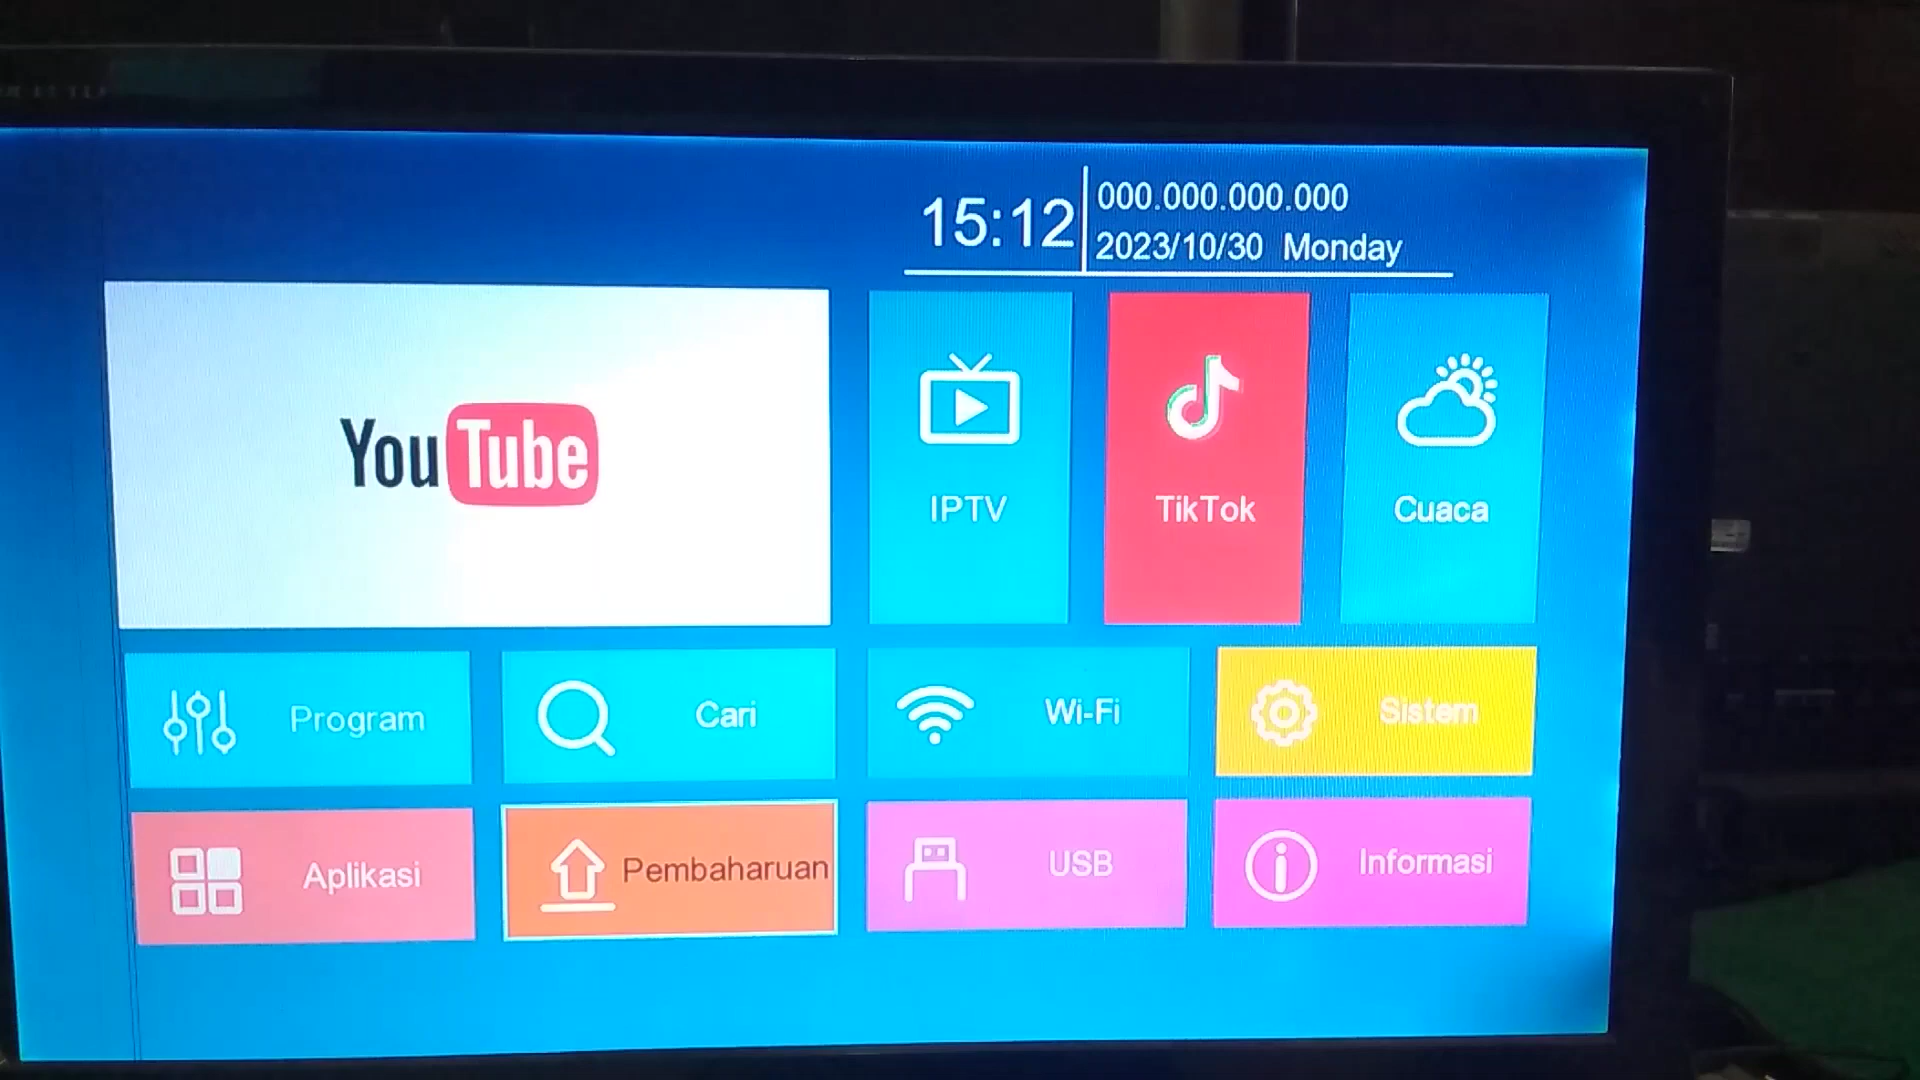 15:12
000.000.000.000
2023/10/30 Monday
YouTube
IPTV
TikTok
Cuaca
Program
Cari
Wi-Fi
Sistem
Aplikasi
Pembaharuan
USB
Informasi